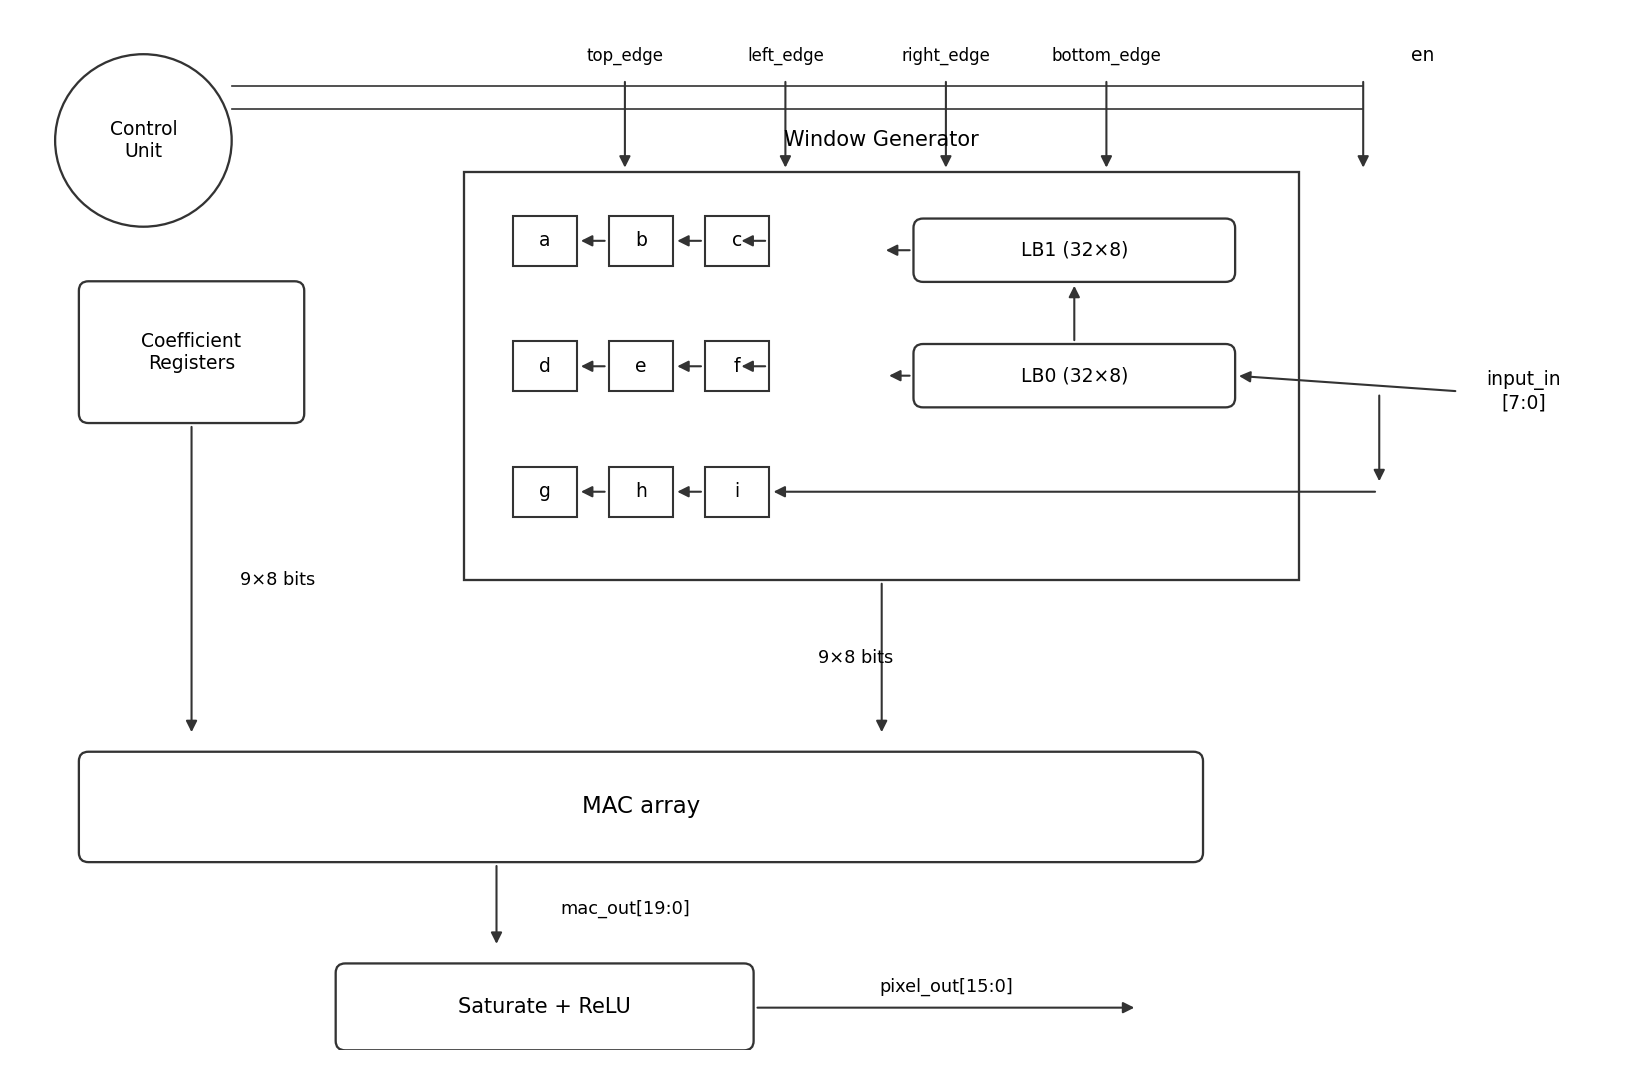 top_edge
left_edge
right_edge
bottom_edge
en
Control
Unit
Window Generator
a
b
c
LB1 (32×8)
Coefficient
Registers
d
e
f
LB0 (32×8)
input_in
[7:0]
g
h
i
9×8 bits
9×8 bits
MAC array
mac_out[19:0]
Saturate + ReLU
pixel_out[15:0]